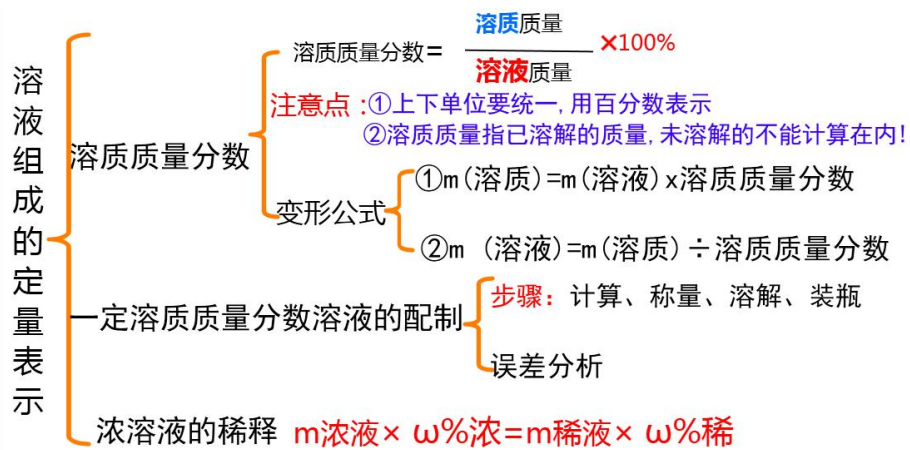 溶液组成的定量表示
溶质质量分数
溶质质量分数=
溶质质量
溶液质量
×100%
注意点:①上下单位要统一,用百分数表示
②溶质质量指已溶解的质量,未溶解的不能计算在内!
变形公式
①m(溶质)=m(溶液)x溶质质量分数
②m (溶液)=m(溶质)÷溶质质量分数
一定溶质质量分数溶液的配制
步骤：计算、称量、溶解、装瓶
误差分析
浓溶液的稀释 m浓液× ω%浓=m稀液× ω%稀